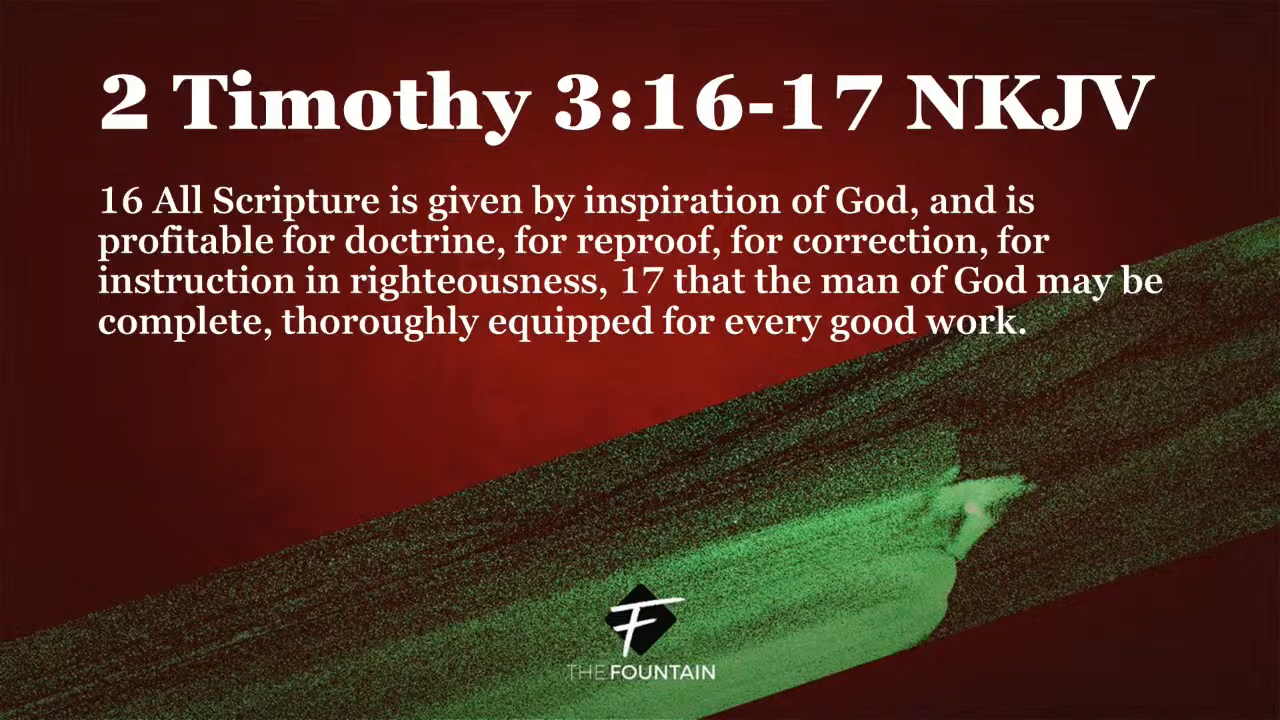 2 Timothy 3:16-17 NKJV
16 All Scripture is given by inspiration of God, and is
profitable for doctrine, for reproof, for correction, for
instruction in righteousness, 17 that the man of God may be
complete, thoroughly equipped for every good work.
F
THE FOUNTAIN